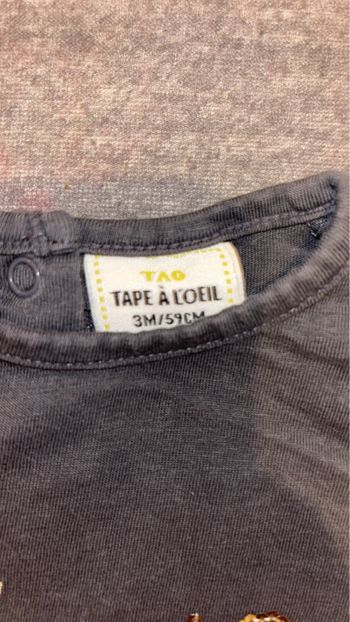 TAO
TAPE À L'OEIL
3M/59CM